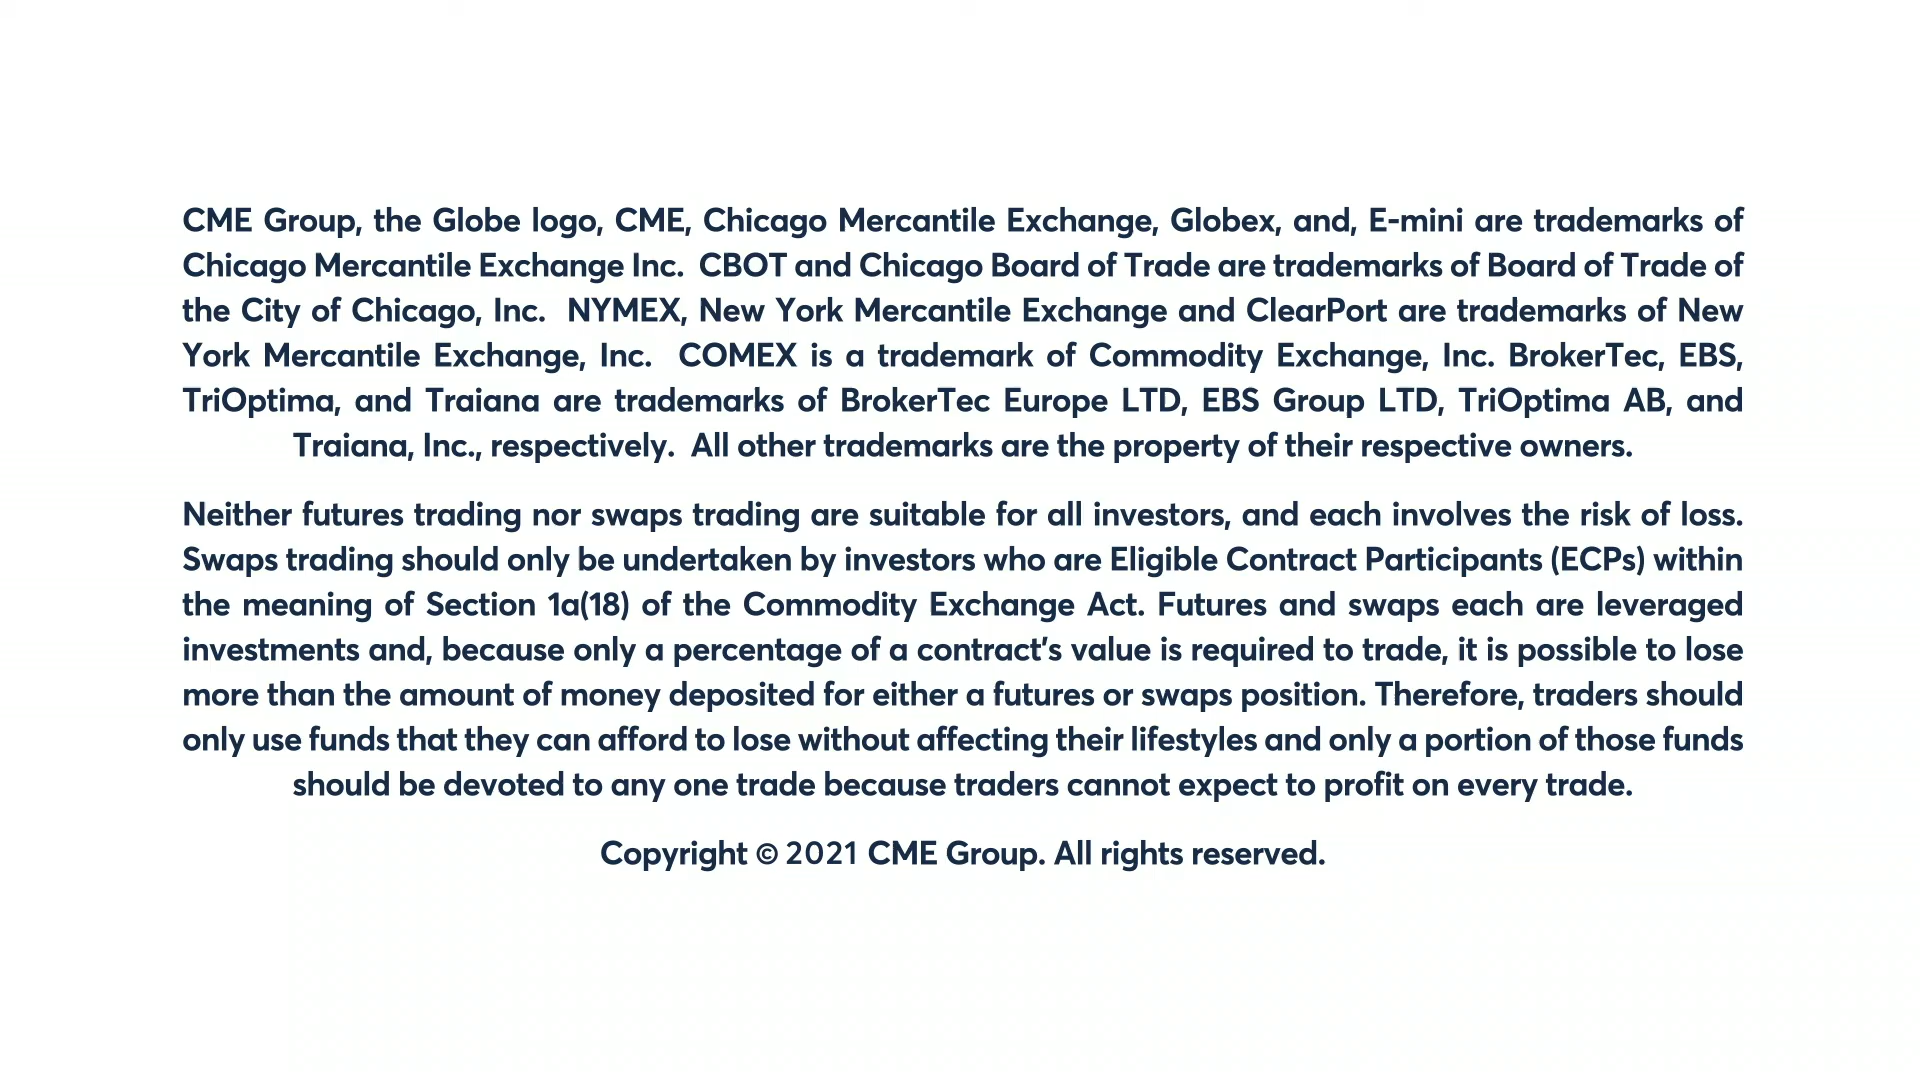 CME Group, the Globe logo, CME, Chicago Mercantile Exchange, Globex, and, E-mini are trademarks of
Chicago Mercantile Exchange Inc.  CBOT and Chicago Board of Trade are trademarks of Board of Trade of
the City of Chicago, Inc.  NYMEX, New York Mercantile Exchange and ClearPort are trademarks of New
York Mercantile Exchange, Inc.  COMEX is a trademark of Commodity Exchange, Inc. BrokerTec, EBS,
TriOptima, and Traiana are trademarks of BrokerTec Europe LTD, EBS Group LTD, TriOptima AB, and
Traiana, Inc., respectively.  All other trademarks are the property of their respective owners.
Neither futures trading nor swaps trading are suitable for all investors, and each involves the risk of loss.
Swaps trading should only be undertaken by investors who are Eligible Contract Participants (ECPs) within
the meaning of Section 1a(18) of the Commodity Exchange Act. Futures and swaps each are leveraged
investments and, because only a percentage of a contract's value is required to trade, it is possible to lose
more than the amount of money deposited for either a futures or swaps position. Therefore, traders should
only use funds that they can afford to lose without affecting their lifestyles and only a portion of those funds
should be devoted to any one trade because traders cannot expect to profit on every trade.
Copyright © 2021 CME Group. All rights reserved.